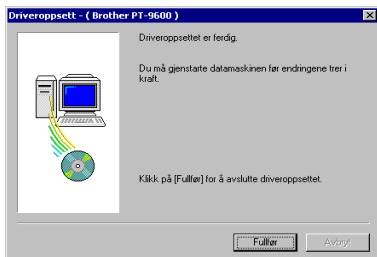 Driveroppsett - ( Brother PT-9600 )
Driveroppsettet er ferdig.
Du må gjenstarte datamaskinen før endringene trer i
kraft.
Klikk på [Fullfør] for å avslutte driveroppsettet.
Fullfør
Avbryt